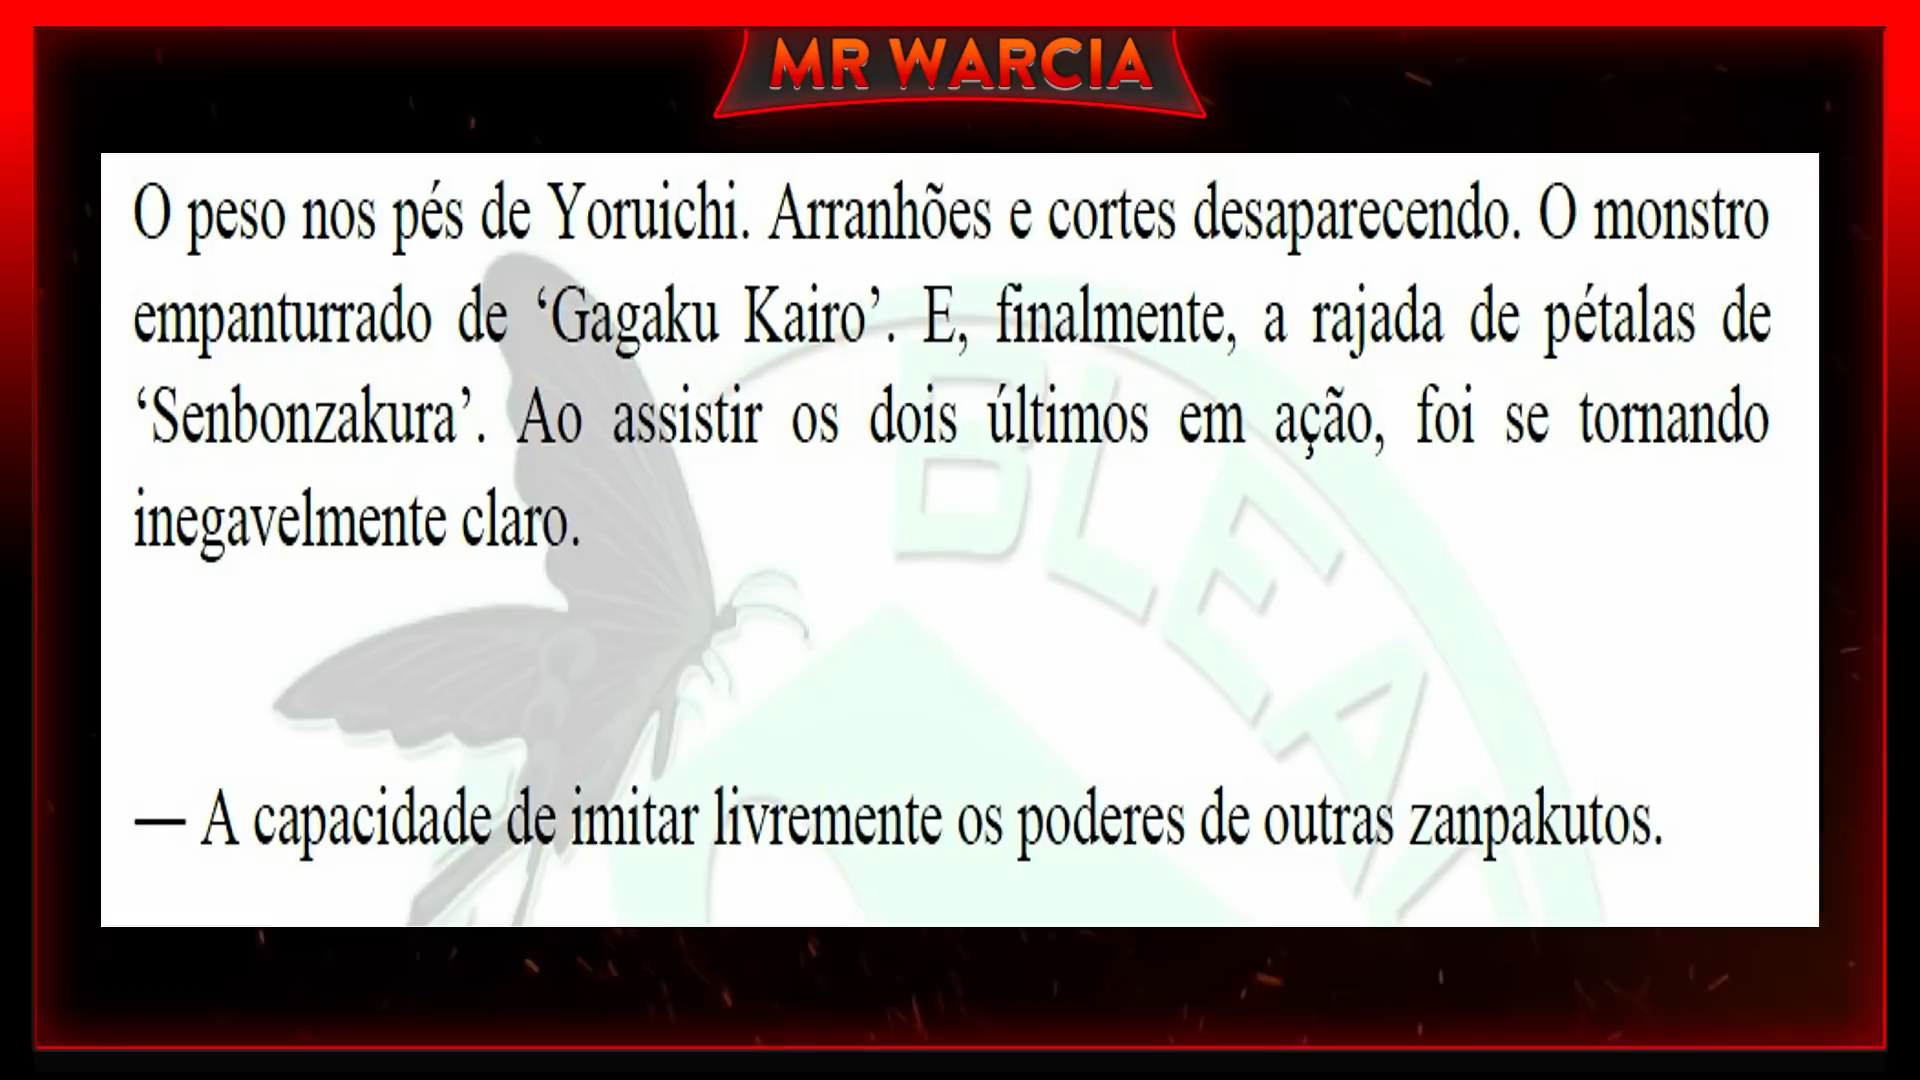 MR WARCIA
O peso nos pés de Yoruichi. Arranhões e cortes desaparecendo. O monstro
empanturrado de ‘Gagaku Kairo’. E, finalmente, a rajada de pétalas de
‘Senbonzakura’. Ao assistir os dois últimos em ação, foi se tornando
inegavelmente claro.
BLEA
— A capacidade de imitar livremente os poderes de outras zanpakutos.